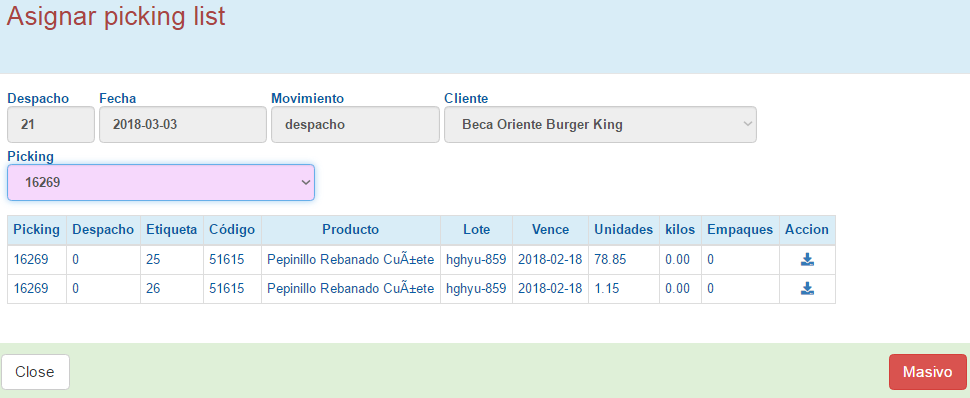 Asignar picking list
Despacho Fecha Movimiento Cliente
21 2018-03-03 despacho Beca Oriente Burger King
Picking
16269
Picking Despacho Etiqueta Código Producto Lote Vence Unidades kilos Empaques Accion
16269 0 25 51615 Pepinillo Rebanado CuÃ±ete hghyu-859 2018-02-18 78.85 0.00 0
16269 0 26 51615 Pepinillo Rebanado CuÃ±ete hghyu-859 2018-02-18 1.15 0.00 0
Close Masivo